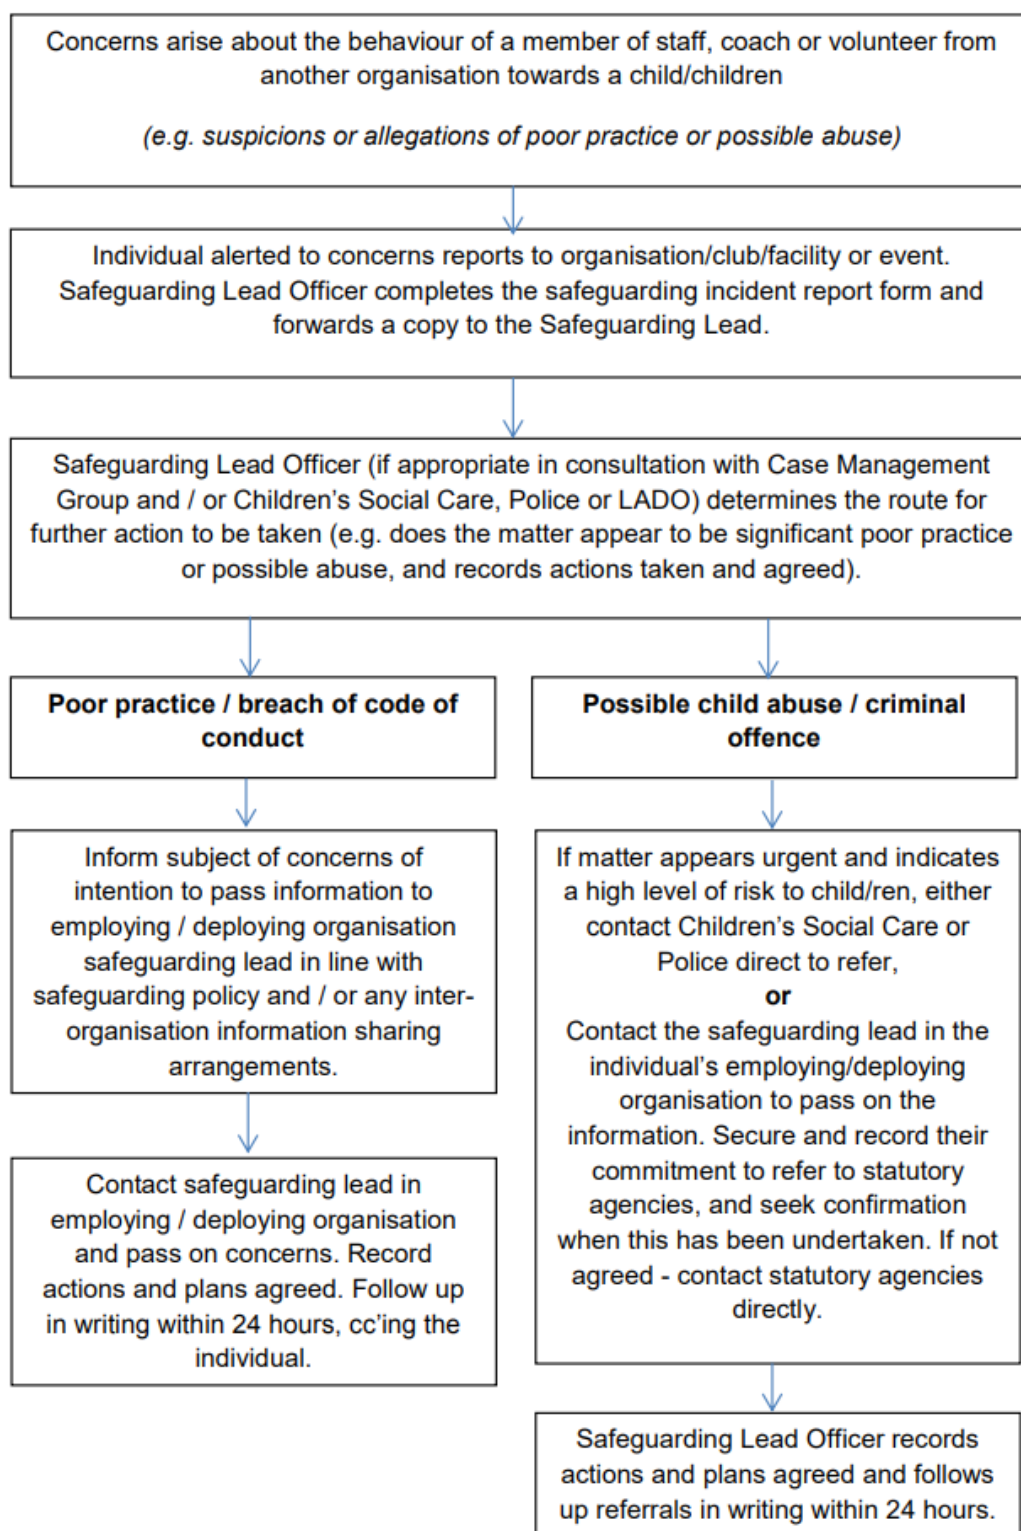 Concerns arise about the behaviour of a member of staff, coach or volunteer from
another organisation towards a child/children
(e.g. suspicions or allegations of poor practice or possible abuse)
Individual alerted to concerns reports to organisation/club/facility or event.
Safeguarding Lead Officer completes the safeguarding incident report form and
forwards a copy to the Safeguarding Lead.
Safeguarding Lead Officer (if appropriate in consultation with Case Management
Group and / or Children’s Social Care, Police or LADO) determines the route for
further action to be taken (e.g. does the matter appear to be significant poor practice
or possible abuse, and records actions taken and agreed).
Poor practice / breach of code of
conduct
Inform subject of concerns of
intention to pass information to
employing / deploying organisation
safeguarding lead in line with
safeguarding policy and / or any inter-
organisation information sharing
arrangements.
Contact safeguarding lead in
employing / deploying organisation
and pass on concerns. Record
actions and plans agreed. Follow up
in writing within 24 hours, cc’ing the
individual.
Possible child abuse / criminal
offence
If matter appears urgent and indicates
a high level of risk to child/ren, either
contact Children’s Social Care or
Police direct to refer,
or
Contact the safeguarding lead in the
individual’s employing/deploying
organisation to pass on the
information. Secure and record their
commitment to refer to statutory
agencies, and seek confirmation
when this has been undertaken. If not
agreed - contact statutory agencies
directly.
Safeguarding Lead Officer records
actions and plans agreed and follows
up referrals in writing within 24 hours.